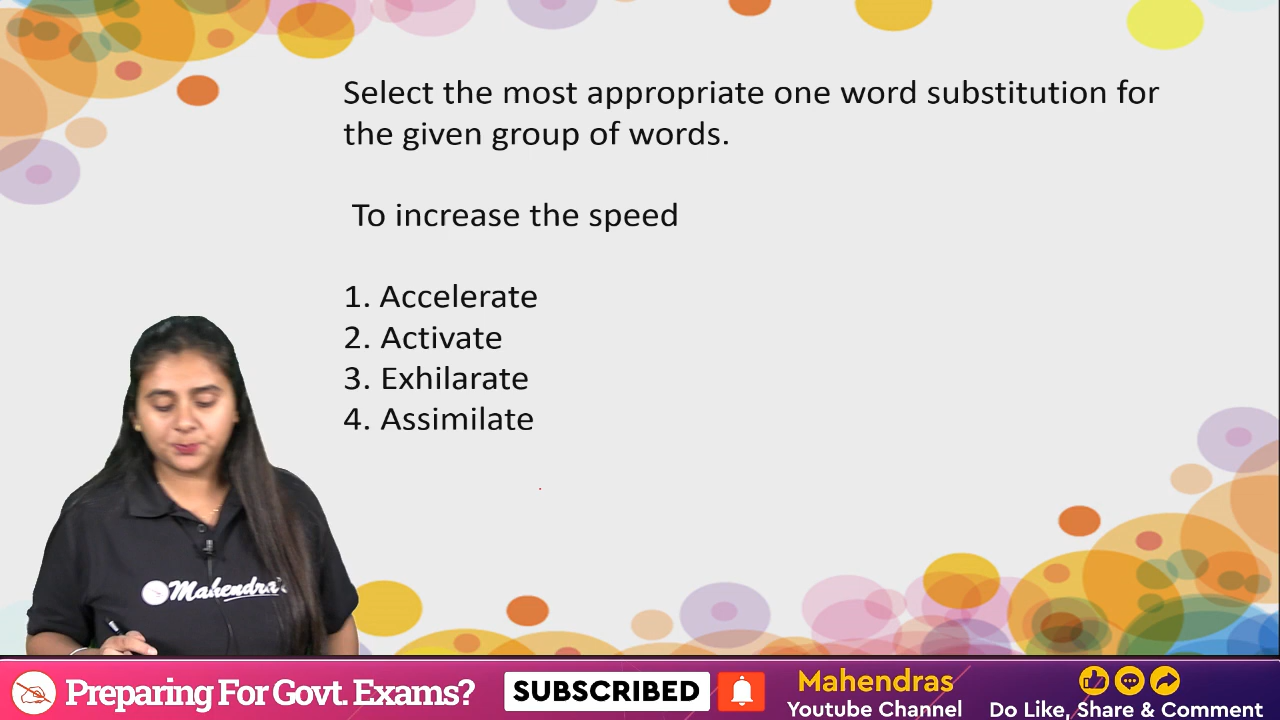 Select the most appropriate one word substitution for
the given group of words.
To increase the speed
1. Accelerate
2. Activate
3. Exhilarate
4. Assimilate
Mahendra's
Preparing For Govt. Exams?
SUBSCRIBED
Mahendras
Youtube Channel
Do Like, Share & Comment